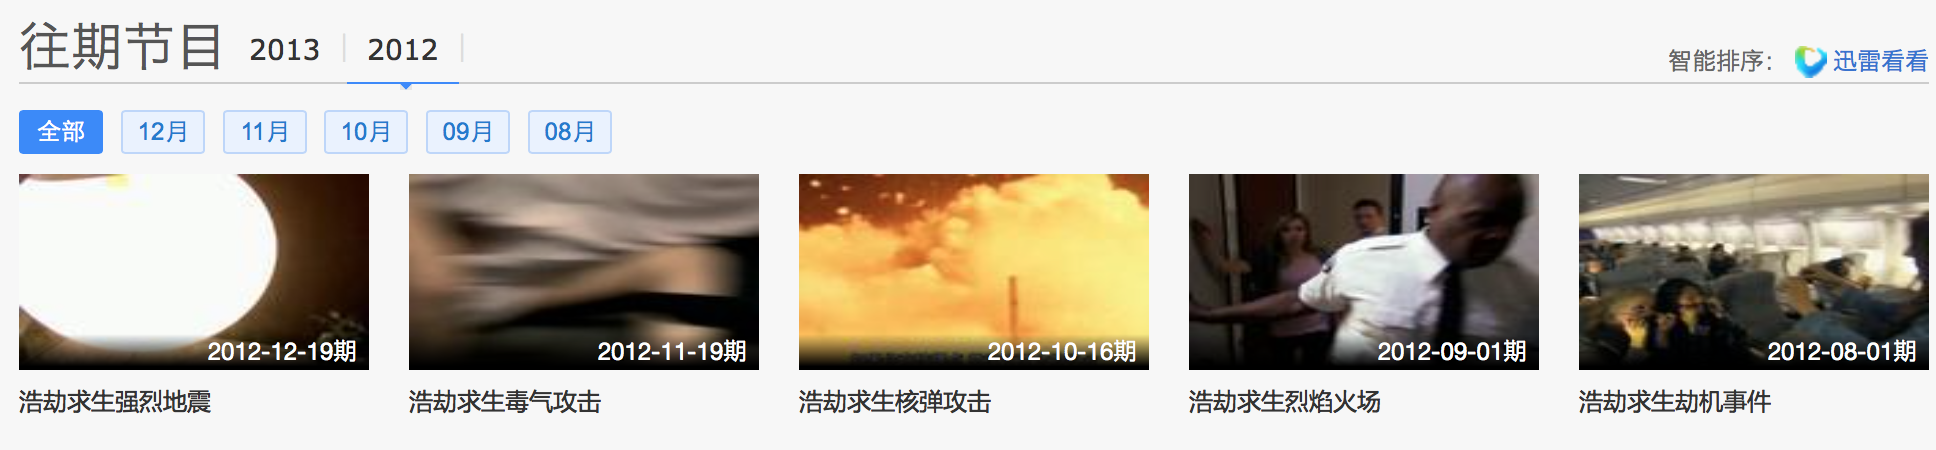 往期节目 2013 2012
智能排序： 迅雷看看
全部 12月 11月 10月 09月 08月
2012-12-19期 2012-11-19期 2012-10-16期 2012-09-01期 2012-08-01期
浩劫求生强烈地震 浩劫求生毒气攻击 浩劫求生核弹攻击 浩劫求生烈焰火场 浩劫求生劫机事件